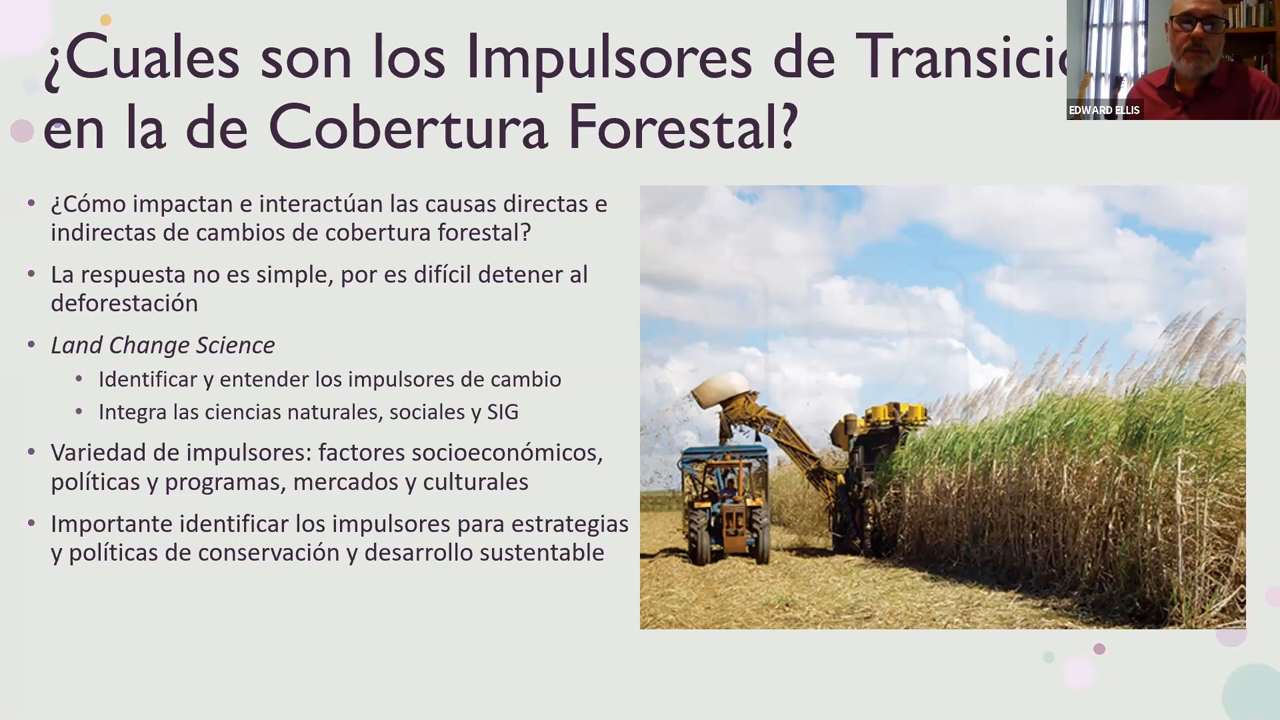 ¿Cuales son los Impulsores de
en la de Cobertura Forestal?
EDWARD ELLIS
• ¿Cómo impactan e interactúan las causas directas e
indirectas de cambios de cobertura forestal?
• La respuesta no es simple, por es difícil detener al
deforestación
• Land Change Science
• Identificar y entender los impulsores de cambio
• Integra las ciencias naturales, sociales y SIG
• Variedad de impulsores: factores socioeconómicos,
políticas y programas, mercados y culturales
• Importante identificar los impulsores para estrategias
y políticas de conservación y desarrollo sustentable